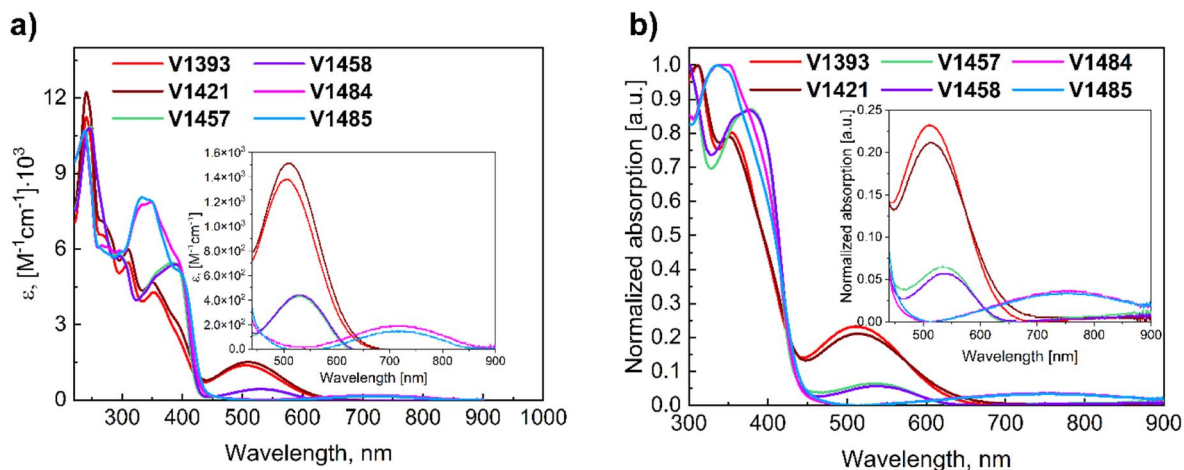 a)
V1393
V1458
V1421
V1484
V1457
V1485
ε, [M⁻¹cm⁻¹]·10³
12
9
6
3
0
300 400 500 600 700 800 900 1000
Wavelength, nm
ε, [M⁻¹cm⁻¹]
1.6×10³
1.4×10³
1.2×10³
1.0×10³
8.0×10²
6.0×10²
4.0×10²
2.0×10²
0.0
500 600 700 800 900
Wavelength [nm]
b)
V1393 V1457 V1484
V1421 V1458 V1485
Normalized absorption [a.u.]
1.0
0.9
0.8
0.7
0.6
0.5
0.4
0.3
0.2
0.1
0.0
300 400 500 600 700 800 900
Wavelength, nm
Normalized absorption [a.u.]
0.25
0.20
0.15
0.10
0.05
0.00
500 600 700 800 900
Wavelength [nm]